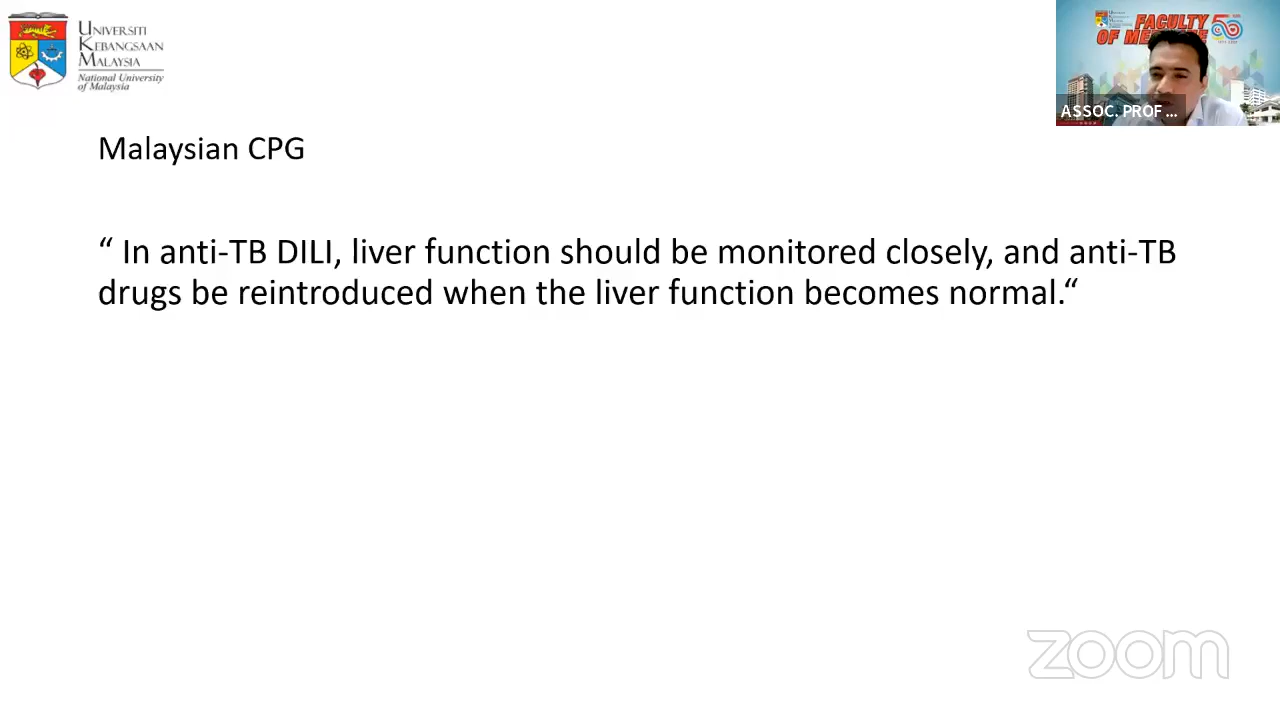 UNIVERSITI
KEBANGSAAN
MALAYSIA
National University
of Malaysia
FACULTY
OF
ASSOC. PROF ...
Malaysian CPG
“ In anti-TB DILI, liver function should be monitored closely, and anti-TB
drugs be reintroduced when the liver function becomes normal.“
zoom